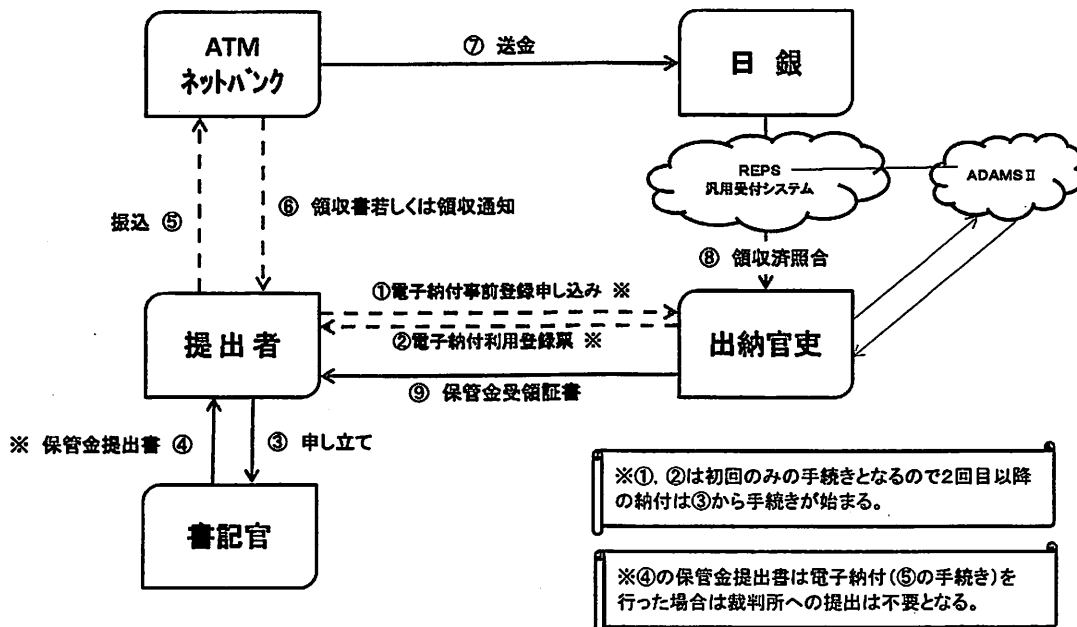 ATM
ネットバンク
⑦ 送金
日 銀
REPS
汎用受付システム
ADAMSⅡ
振込 ⑤
⑥ 領収書若しくは領収通知
⑧ 領収済照合
①電子納付事前登録申し込み ※
②電子納付利用登録票 ※
提 出 者
出納官吏
⑨ 保管金受領証書
※ 保管金提出書 ④
③ 申し立て
書記官
※①，②は初回のみの手続きとなるので２回目以降
の納付は③から手続きが始まる。
※④の保管金提出書は電子納付（⑤の手続き）を
行った場合は裁判所への提出は不要となる。